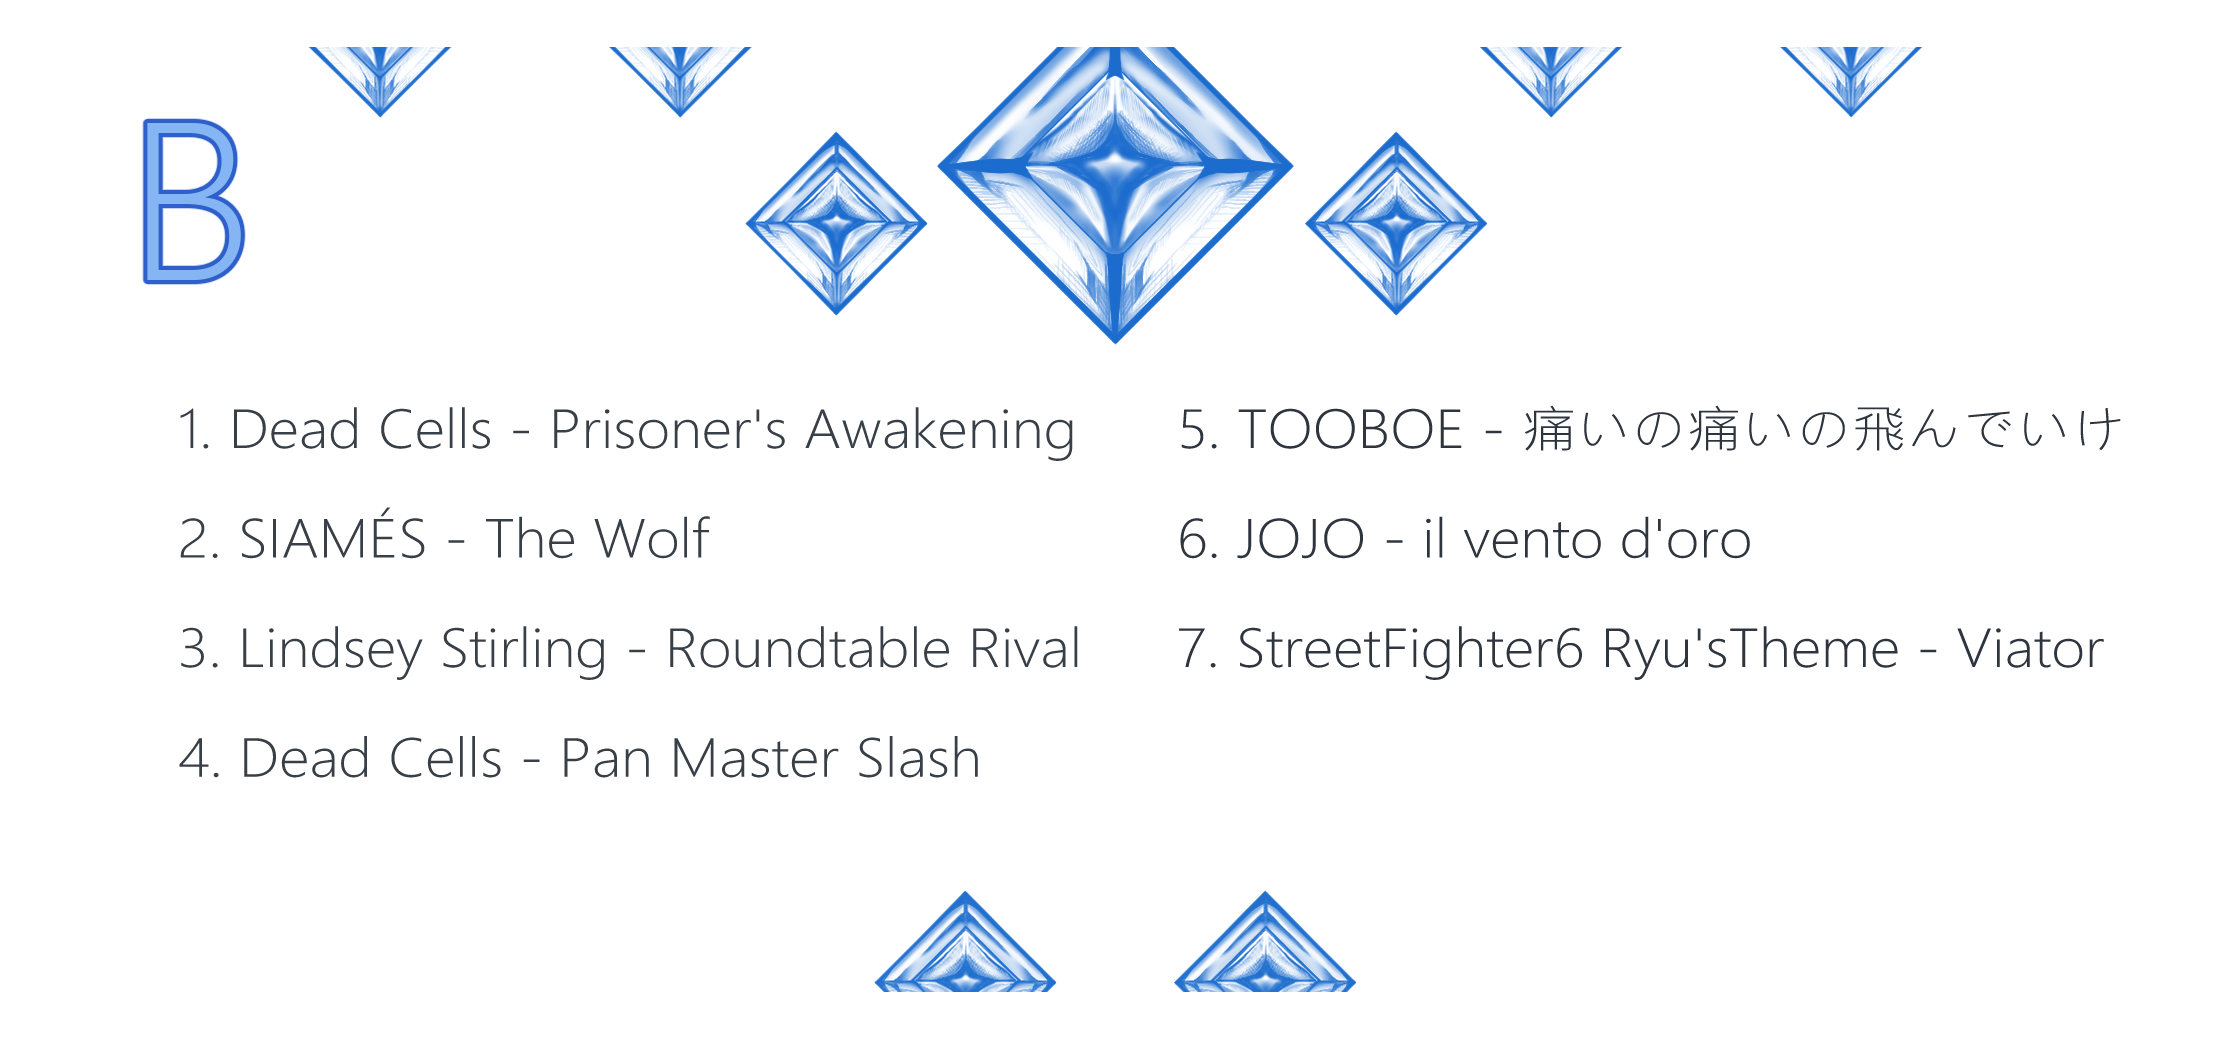 B
1. Dead Cells - Prisoner's Awakening
2. SIAMÉS - The Wolf
3. Lindsey Stirling - Roundtable Rival
4. Dead Cells - Pan Master Slash
5. TOOBOE - 痛いの痛いの飛んでいけ
6. JOJO - il vento d'oro
7. StreetFighter6 Ryu'sTheme - Viator